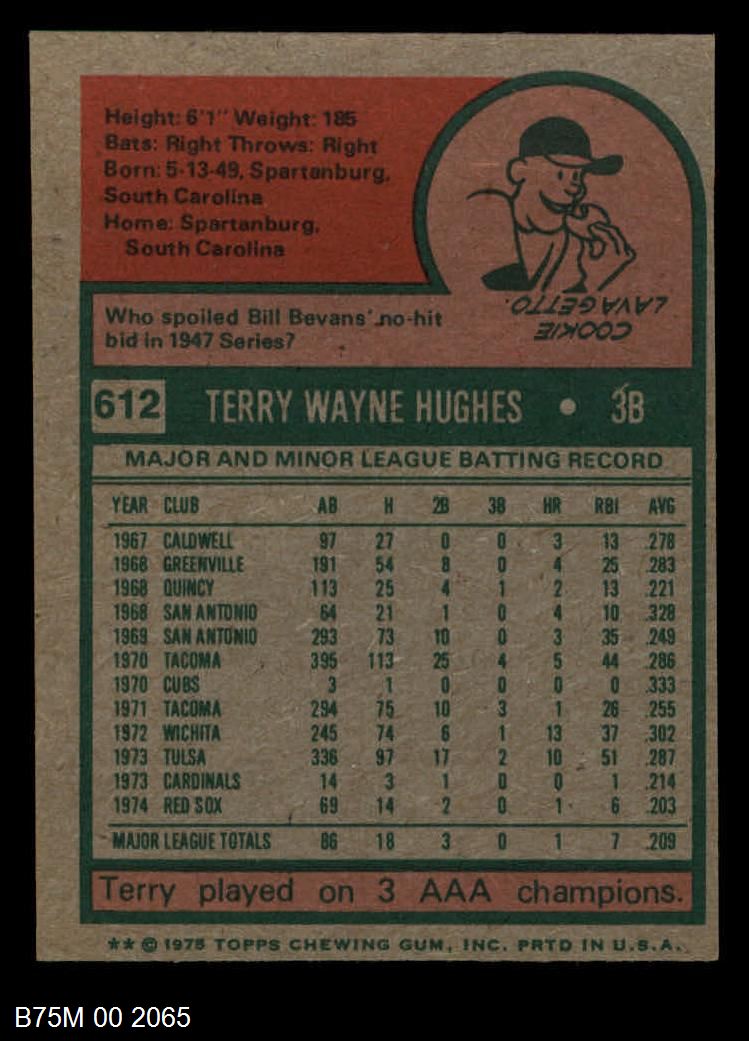 Height: 6'1" Weight: 185
Bats: Right Throws: Right
Born: 5-13-49, Spartanburg,
South Carolina
Home: Spartanburg,
South Carolina
COOKIE
LAVAGETTO.
Who spoiled Bill Bevans' no-hit
bid in 1947 Series?
612 TERRY WAYNE HUGHES • 3B
MAJOR AND MINOR LEAGUE BATTING RECORD
YEAR CLUB AB H 2B 3B HR RBI AVG
1967 CALDWELL 97 27 0 0 3 13 .278
1968 GREENVILLE 191 54 8 0 4 25 .283
1968 QUINCY 113 25 4 1 2 13 .221
1968 SAN ANTONIO 64 21 1 0 4 10 .328
1969 SAN ANTONIO 293 73 10 0 3 35 .249
1970 TACOMA 395 113 25 4 5 44 .286
1970 CUBS 3 1 0 0 0 0 .333
1971 TACOMA 294 75 10 3 1 26 .255
1972 WICHITA 245 74 6 1 13 37 .302
1973 TULSA 336 97 17 2 10 51 .287
1973 CARDINALS 14 3 1 0 0 1 .214
1974 RED SOX 69 14 2 0 1 6 .203
MAJOR LEAGUE TOTALS 86 18 3 0 1 7 .209
Terry played on 3 AAA champions.
** © 1975 TOPPS CHEWING GUM, INC. PRTD IN U.S.A.
B75M 00 2065